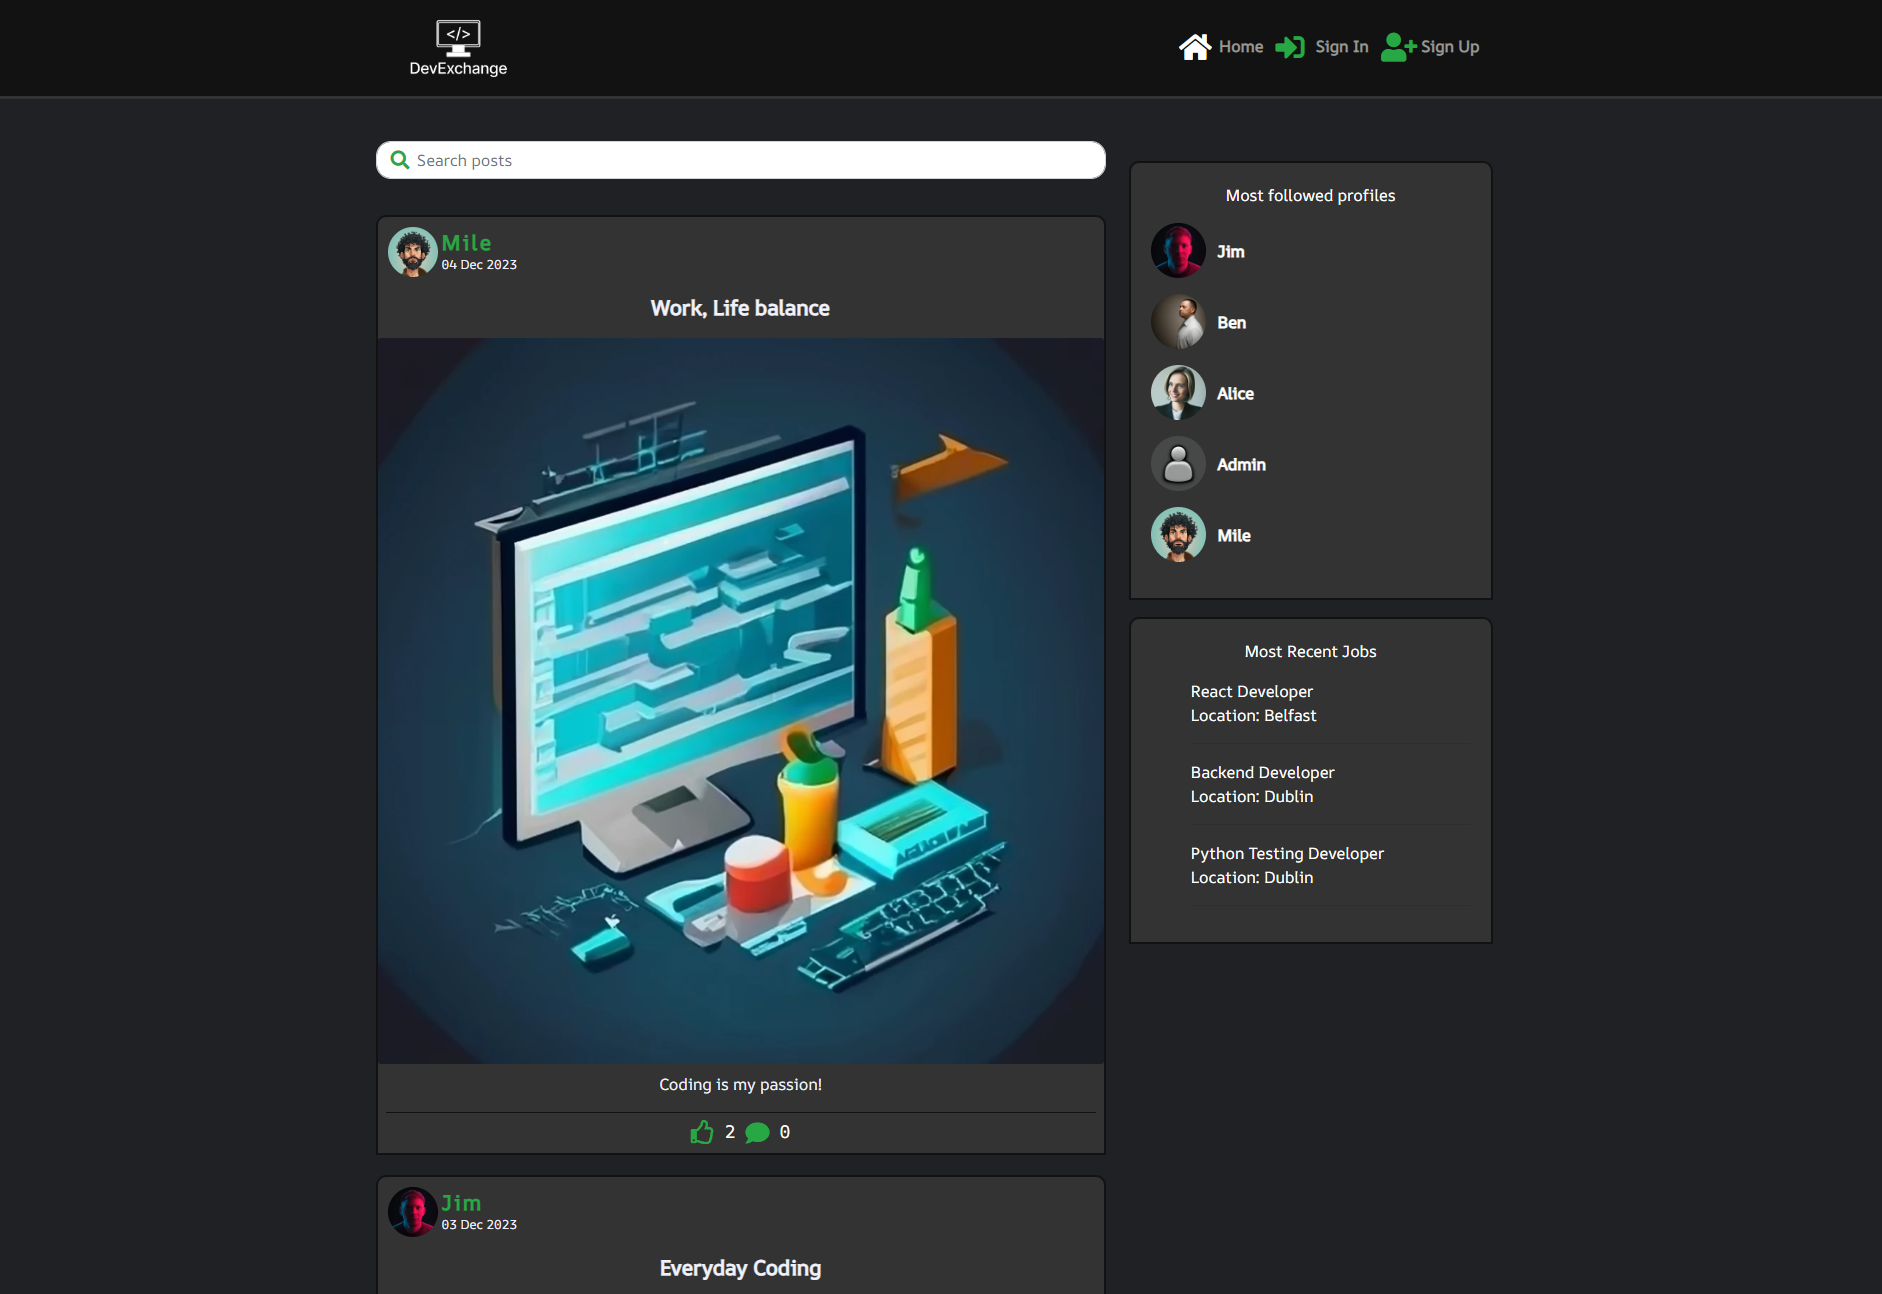 </>
DevExchange
Home
Sign In
Sign Up
Search posts
Mile
04 Dec 2023
Work, Life balance
Coding is my passion!
2
0
Jim
03 Dec 2023
Everyday Coding
Most followed profiles
Jim
Ben
Alice
Admin
Mile
Most Recent Jobs
React Developer
Location: Belfast
Backend Developer
Location: Dublin
Python Testing Developer
Location: Dublin